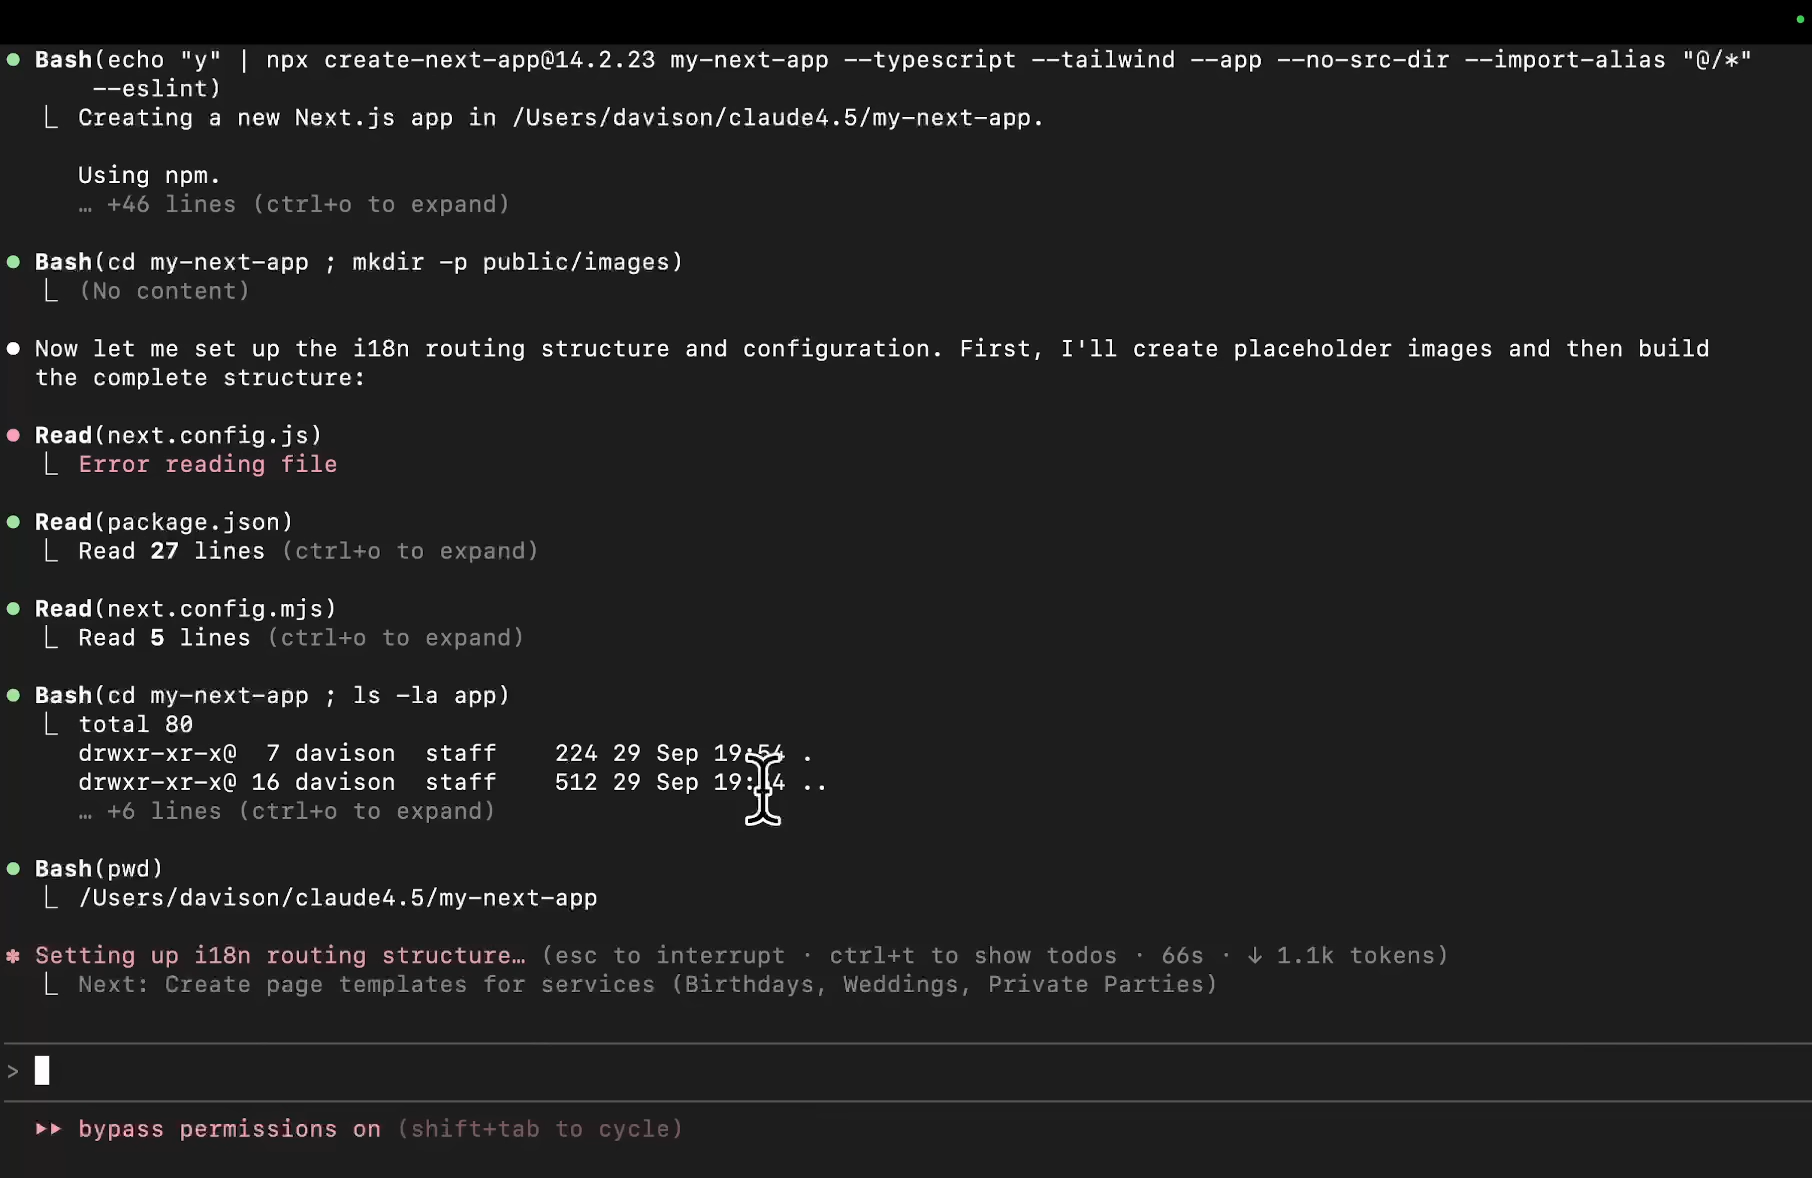 ● Bash(echo "y" | npx create-next-app@14.2.23 my-next-app --typescript --tailwind --app --no-src-dir --import-alias "@/*"
--eslint)
⎿ Creating a new Next.js app in /Users/davison/claude4.5/my-next-app.
Using npm.
… +46 lines (ctrl+o to expand)
● Bash(cd my-next-app ; mkdir -p public/images)
⎿ (No content)
● Now let me set up the i18n routing structure and configuration. First, I'll create placeholder images and then build
the complete structure:
● Read(next.config.js)
⎿ Error reading file
● Read(package.json)
⎿ Read 27 lines (ctrl+o to expand)
● Read(next.config.mjs)
⎿ Read 5 lines (ctrl+o to expand)
● Bash(cd my-next-app ; ls -la app)
⎿ total 80
drwxr-xr-x@  7 davison  staff    224 29 Sep 19:54 .
drwxr-xr-x@ 16 davison  staff    512 29 Sep ..
… +6 lines (ctrl+o to expand)
● Bash(pwd)
⎿ /Users/davison/claude4.5/my-next-app
✽ Setting up i18n routing structure… (esc to interrupt · ctrl+t to show todos · 66s · ↓ 1.1k tokens)
⎿ Next: Create page templates for services (Birthdays, Weddings, Private Parties)
>
⏵⏵ bypass permissions on (shift+tab to cycle)